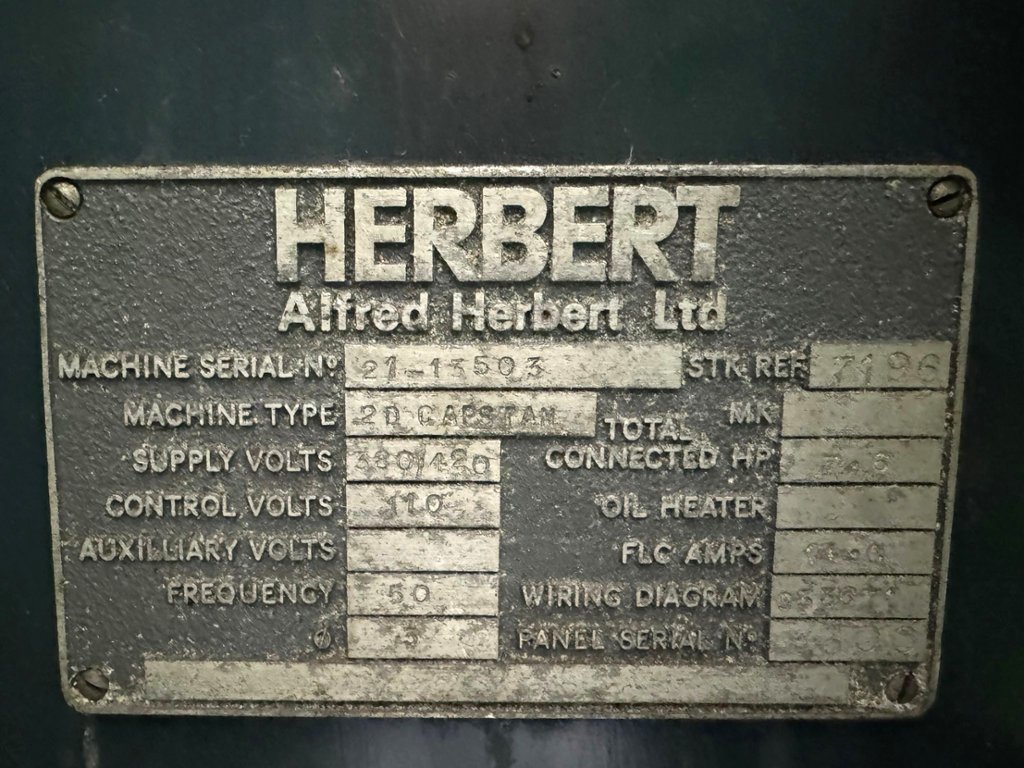 HERBERT
Alfred Herbert Ltd
MACHINE SERIAL Nº 21-13503 STK REF 7196
MACHINE TYPE 2D CAPSTAN MK
TOTAL
SUPPLY VOLTS 380/420 CONNECTED HP
CONTROL VOLTS 110 OIL HEATER
AUXILLIARY VOLTS FLC AMPS
FREQUENCY 50 WIRING DIAGRAM
Ø 3 PANEL SERIAL Nº